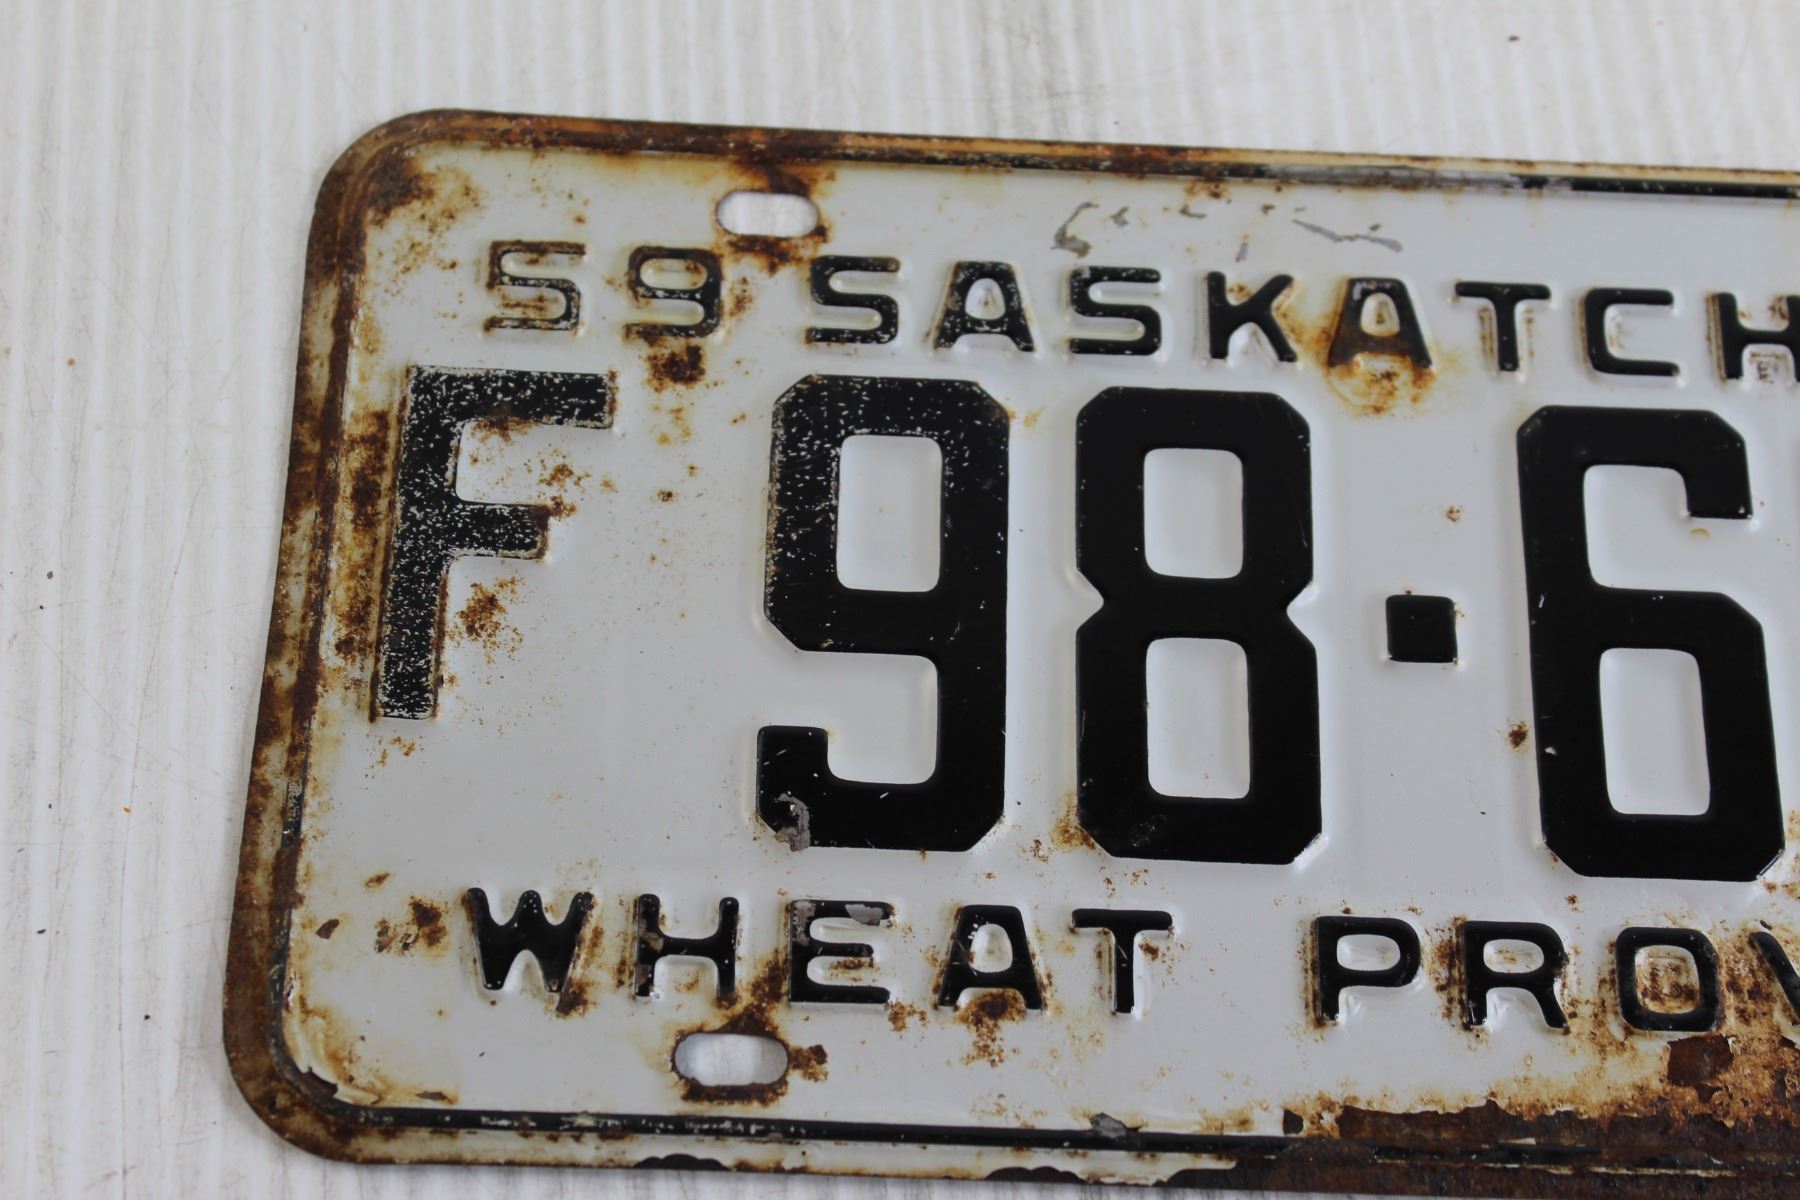 59 SASKATCH
F 98·6
WHEAT PROV